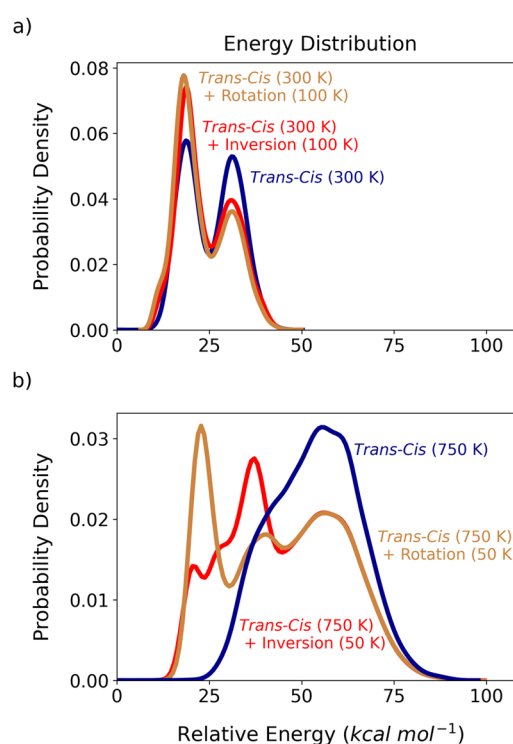 a)
Energy Distribution
0.08
0.06
0.04
0.02
0.00
Probability Density
Trans-Cis (300 K)
+ Rotation (100 K)
Trans-Cis (300 K)
+ Inversion (100 K)
Trans-Cis (300 K)
0 25 50 75 100
b)
0.03
0.02
0.01
0.00
Probability Density
Trans-Cis (750 K)
Trans-Cis (750 K)
+ Rotation (50 K
Trans-Cis (750 K)
+ Inversion (50 K)
0 25 50 75 100
Relative Energy (kcal mol⁻¹)